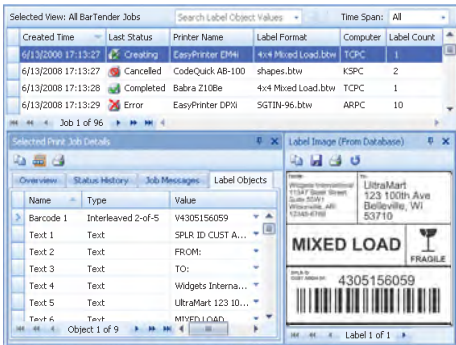 Selected View: All BarTender Jobs Search Label Object Values Time Span: All
Created Time Last Status Printer Name Label Format Computer Label Count
6/13/2008 17:13:27 Creating EasyPrinter EM4i 4x4 Mixed Load.btw TCPC 1
6/13/2008 17:13:27 Cancelled CodeQuick AB-100 shapes.btw KSPC 2
6/13/2008 17:13:28 Completed Babra Z10Be 4x4 Mixed Load.btw TCPC 1
6/13/2008 17:13:29 Error EasyPrinter DPXi SGTIN-96.btw ARPC 10
Job 1 of 96
Selected Print Job Details
Overview Status History Job Messages Label Objects
Name Type Value
Barcode 1 Interleaved 2-of-5 V4305156059
Text 1 Text SPLR ID CUST A...
Text 2 Text FROM:
Text 3 Text TO:
Text 4 Text Widgets Interna...
Text 5 Text UltraMart 123 10...
Text 6 Text MIXED LOAD
Object 1 of 9
Label Image (From Database)
FROM:
Widgets International
11347 Boar Street
TO:
UltraMart
123 100th Ave
Belleville, WI
53710
MIXED LOAD
FRAGILE
4305156059
Label 1 of 1